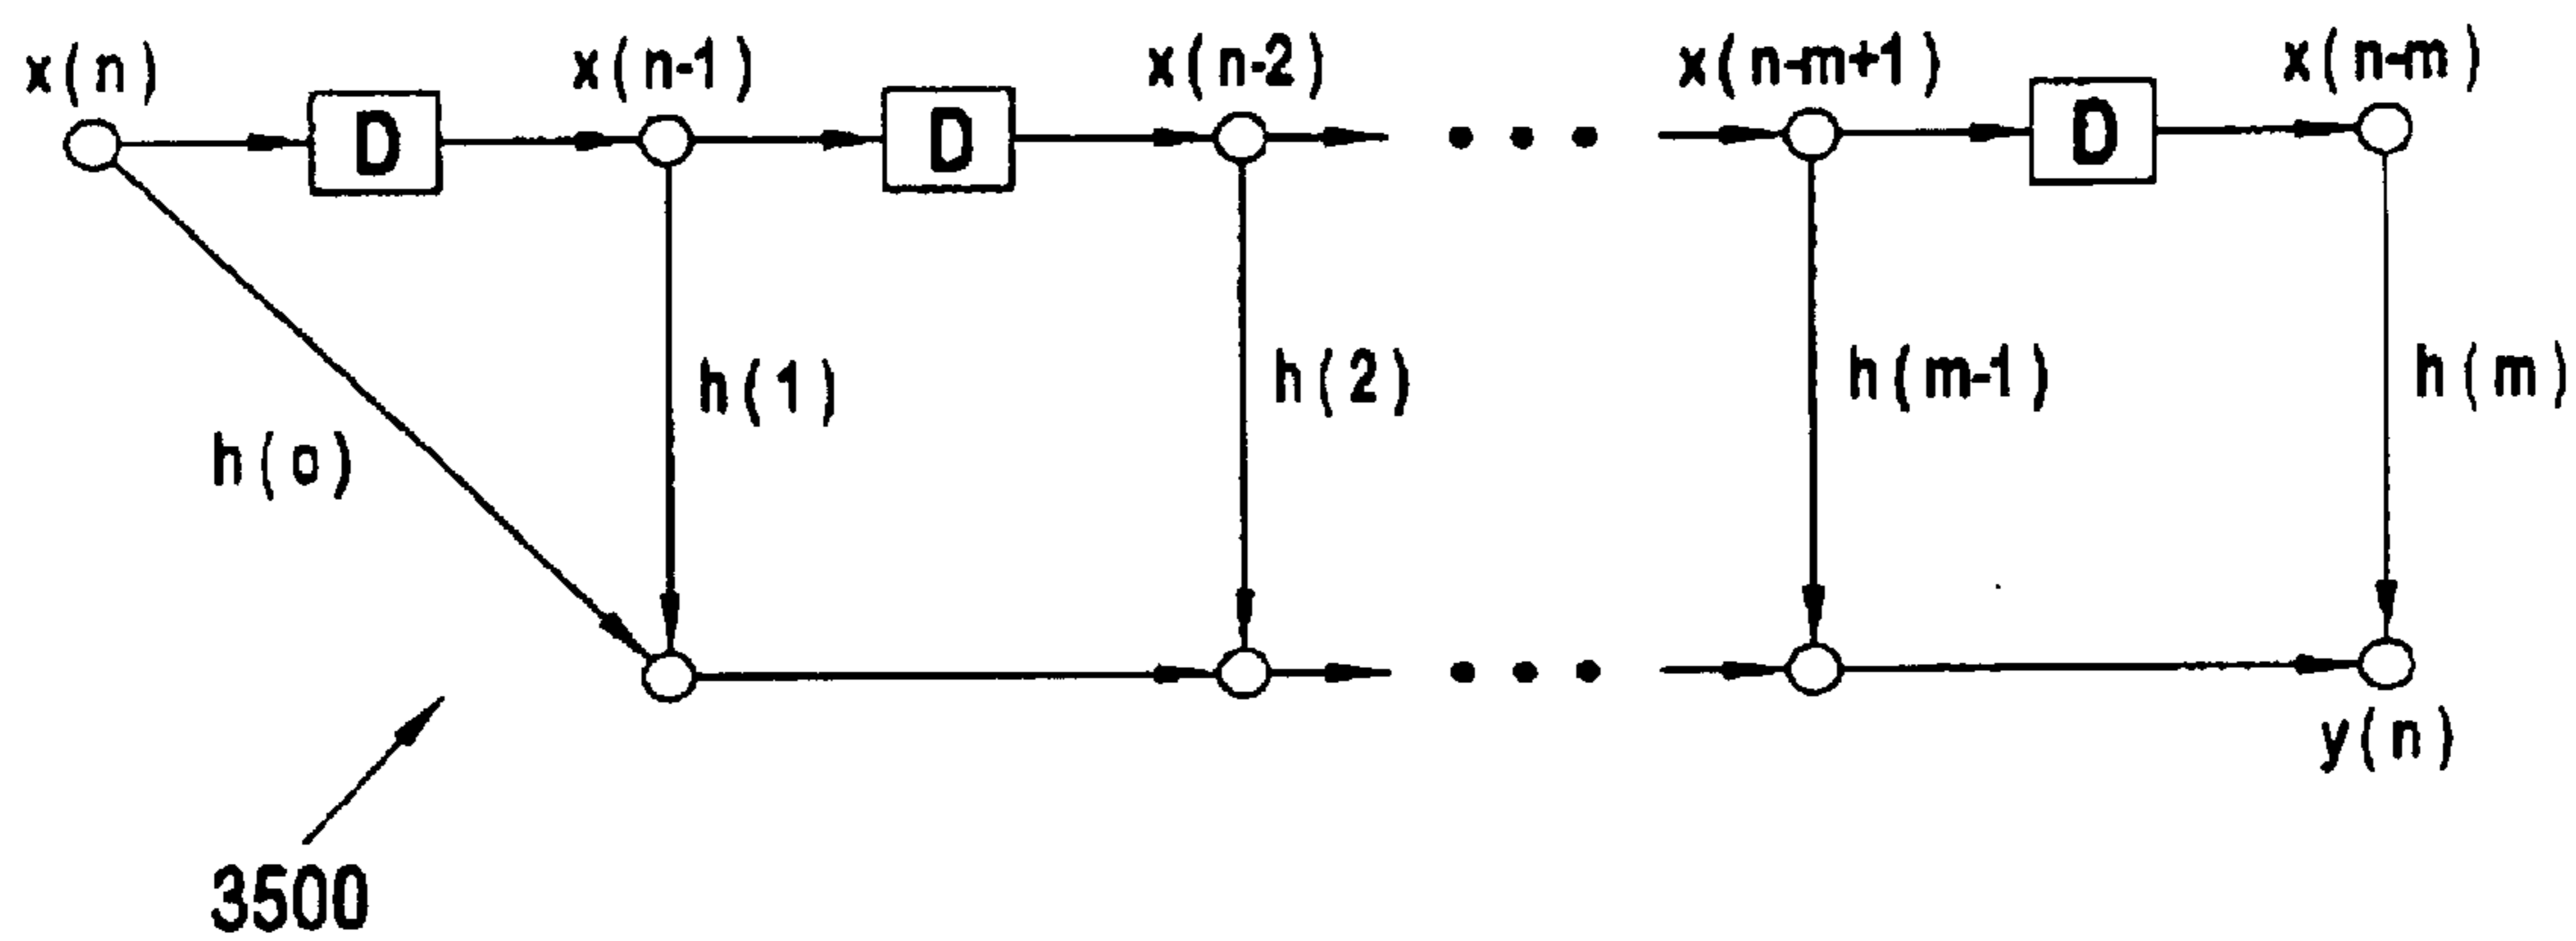 x(n) x(n-1) x(n-2) x(n-m+1) x(n-m)
D D D
h(o) h(1) h(2) h(m-1) h(m)
y(n)
3500